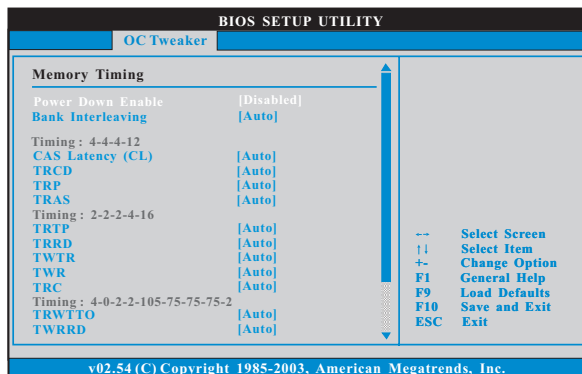 BIOS SETUP UTILITY
OC Tweaker
Memory Timing
Power Down Enable [Disabled]
Bank Interleaving [Auto]
Timing : 4-4-4-12
CAS Latency (CL) [Auto]
TRCD [Auto]
TRP [Auto]
TRAS [Auto]
Timing : 2-2-2-4-16
TRTP [Auto]
TRRD [Auto]
TWTR [Auto]
TWR [Auto]
TRC [Auto]
Timing : 4-0-2-2-105-75-75-75-2
TRWTTO [Auto]
TWRRD [Auto]
←→ Select Screen
↑↓ Select Item
+- Change Option
F1 General Help
F9 Load Defaults
F10 Save and Exit
ESC Exit
v02.54 (C) Copyright 1985-2003, American Megatrends, Inc.